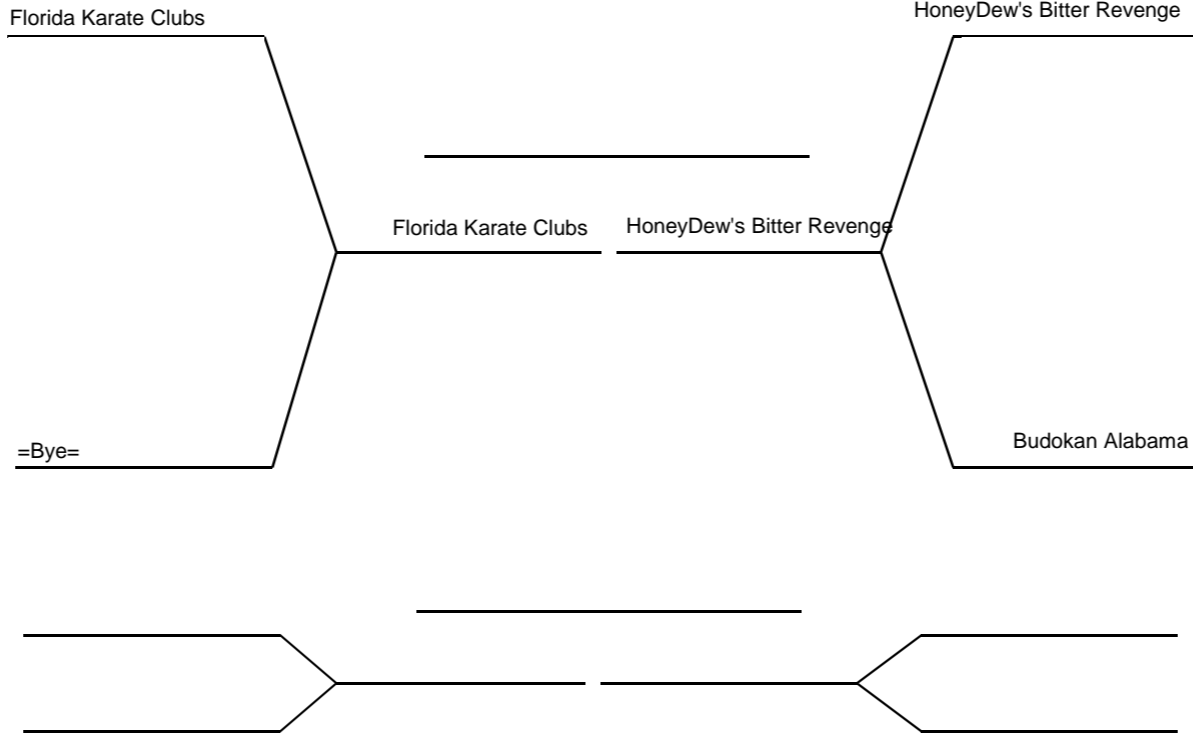 Florida Karate Clubs
HoneyDew's Bitter Revenge
Florida Karate Clubs
HoneyDew's Bitter Revenge
=Bye=
Budokan Alabama